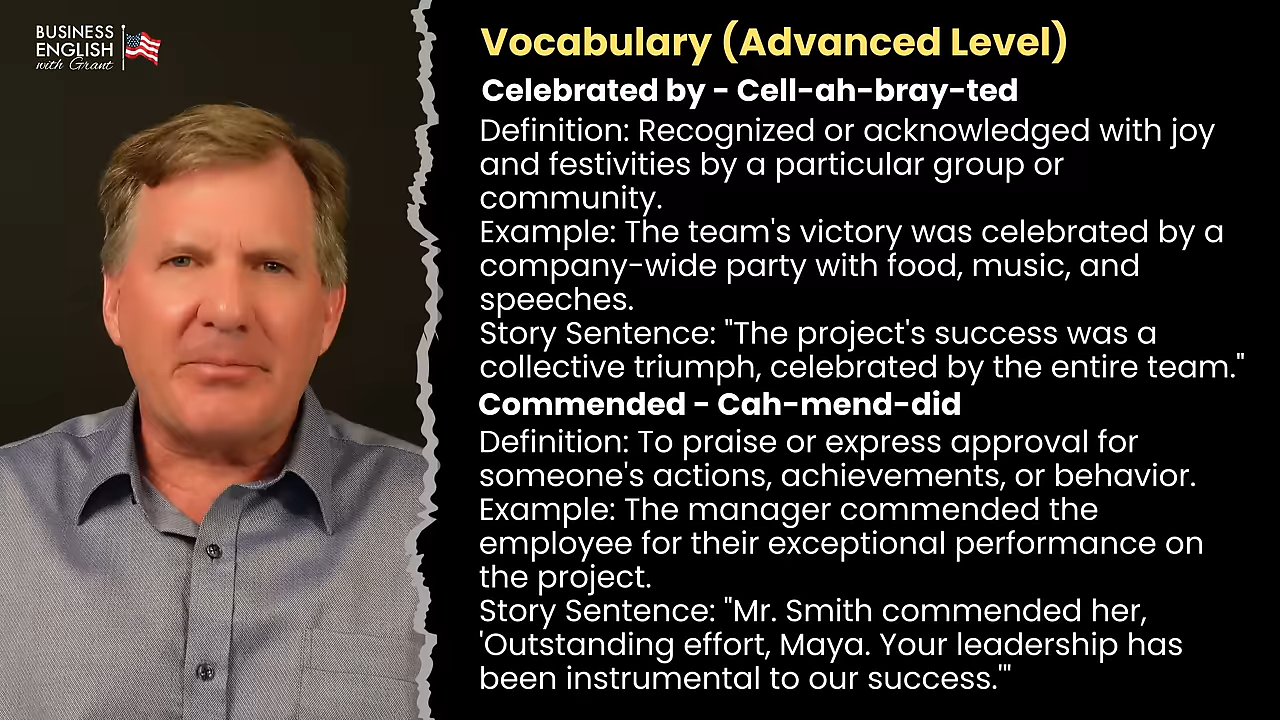 BUSINESS
ENGLISH
with Grant
Vocabulary (Advanced Level)
Celebrated by - Cell-ah-bray-ted
Definition: Recognized or acknowledged with joy
and festivities by a particular group or
community.
Example: The team's victory was celebrated by a
company-wide party with food, music, and
speeches.
Story Sentence: "The project's success was a
collective triumph, celebrated by the entire team."
Commended - Cah-mend-did
Definition: To praise or express approval for
someone's actions, achievements, or behavior.
Example: The manager commended the
employee for their exceptional performance on
the project.
Story Sentence: "Mr. Smith commended her,
'Outstanding effort, Maya. Your leadership has
been instrumental to our success.'"